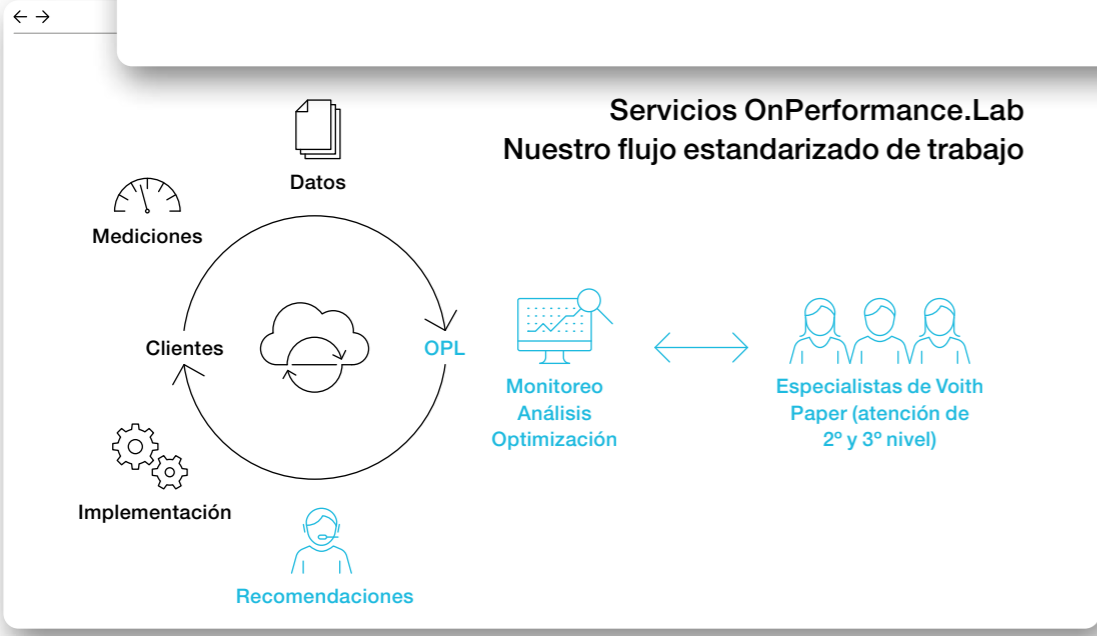 Servicios OnPerformance.Lab
Nuestro flujo estandarizado de trabajo
Datos
Mediciones
Clientes
OPL
Monitoreo
Análisis
Optimización
Especialistas de Voith
Paper (atención de
2º y 3º nivel)
Implementación
Recomendaciones